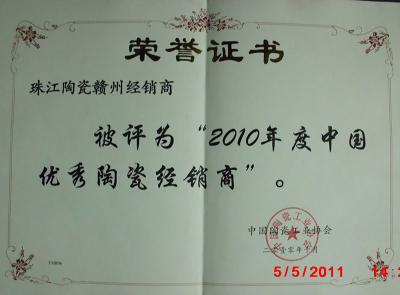 荣誉证书
珠江陶瓷赣州经销商
被评为“2010年度中国
优秀陶瓷经销商”。
中国陶瓷工业协会
5/5/2011